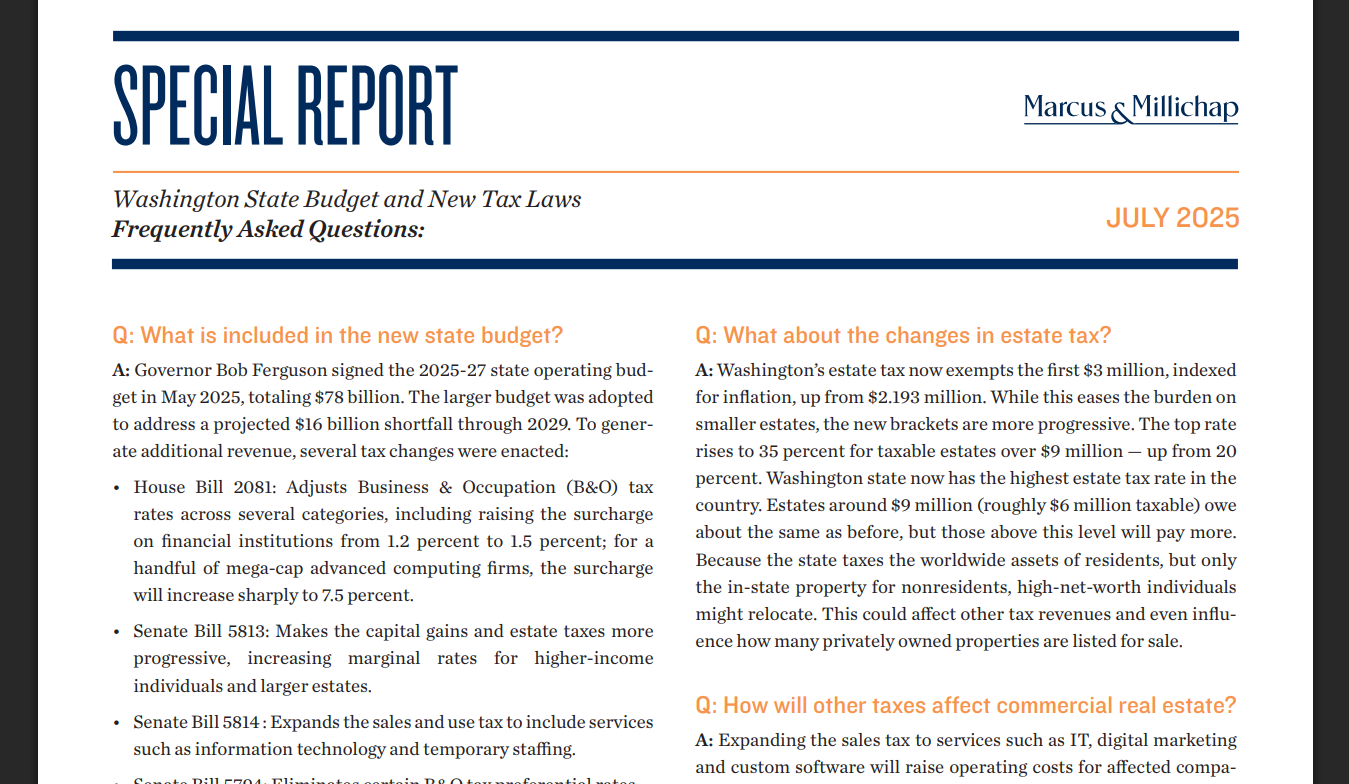 SPECIAL REPORT
Marcus & Millichap
Washington State Budget and New Tax Laws
Frequently Asked Questions:
JULY 2025
Q: What is included in the new state budget?
A: Governor Bob Ferguson signed the 2025-27 state operating bud-
get in May 2025, totaling $78 billion. The larger budget was adopted
to address a projected $16 billion shortfall through 2029. To gener-
ate additional revenue, several tax changes were enacted:
• House Bill 2081: Adjusts Business & Occupation (B&O) tax
rates across several categories, including raising the surcharge
on financial institutions from 1.2 percent to 1.5 percent; for a
handful of mega-cap advanced computing firms, the surcharge
will increase sharply to 7.5 percent.
• Senate Bill 5813: Makes the capital gains and estate taxes more
progressive, increasing marginal rates for higher-income
individuals and larger estates.
• Senate Bill 5814 : Expands the sales and use tax to include services
such as information technology and temporary staffing.
• Senate Bill 5794: Eliminates certain B&O tax preferential rates
Q: What about the changes in estate tax?
A: Washington’s estate tax now exempts the first $3 million, indexed
for inflation, up from $2.193 million. While this eases the burden on
smaller estates, the new brackets are more progressive. The top rate
rises to 35 percent for taxable estates over $9 million — up from 20
percent. Washington state now has the highest estate tax rate in the
country. Estates around $9 million (roughly $6 million taxable) owe
about the same as before, but those above this level will pay more.
Because the state taxes the worldwide assets of residents, but only
the in-state property for nonresidents, high-net-worth individuals
might relocate. This could affect other tax revenues and even influ-
ence how many privately owned properties are listed for sale.
Q: How will other taxes affect commercial real estate?
A: Expanding the sales tax to services such as IT, digital marketing
and custom software will raise operating costs for affected compa-